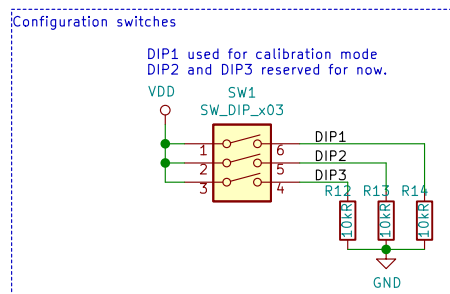 Configuration switches
DIP1 used for calibration mode
DIP2 and DIP3 reserved for now.
VDD
SW1
SW_DIP_x03
1
6
DIP1
2
5
DIP2
3
4
DIP3
R12
R13
R14
10kR
10kR
10kR
GND